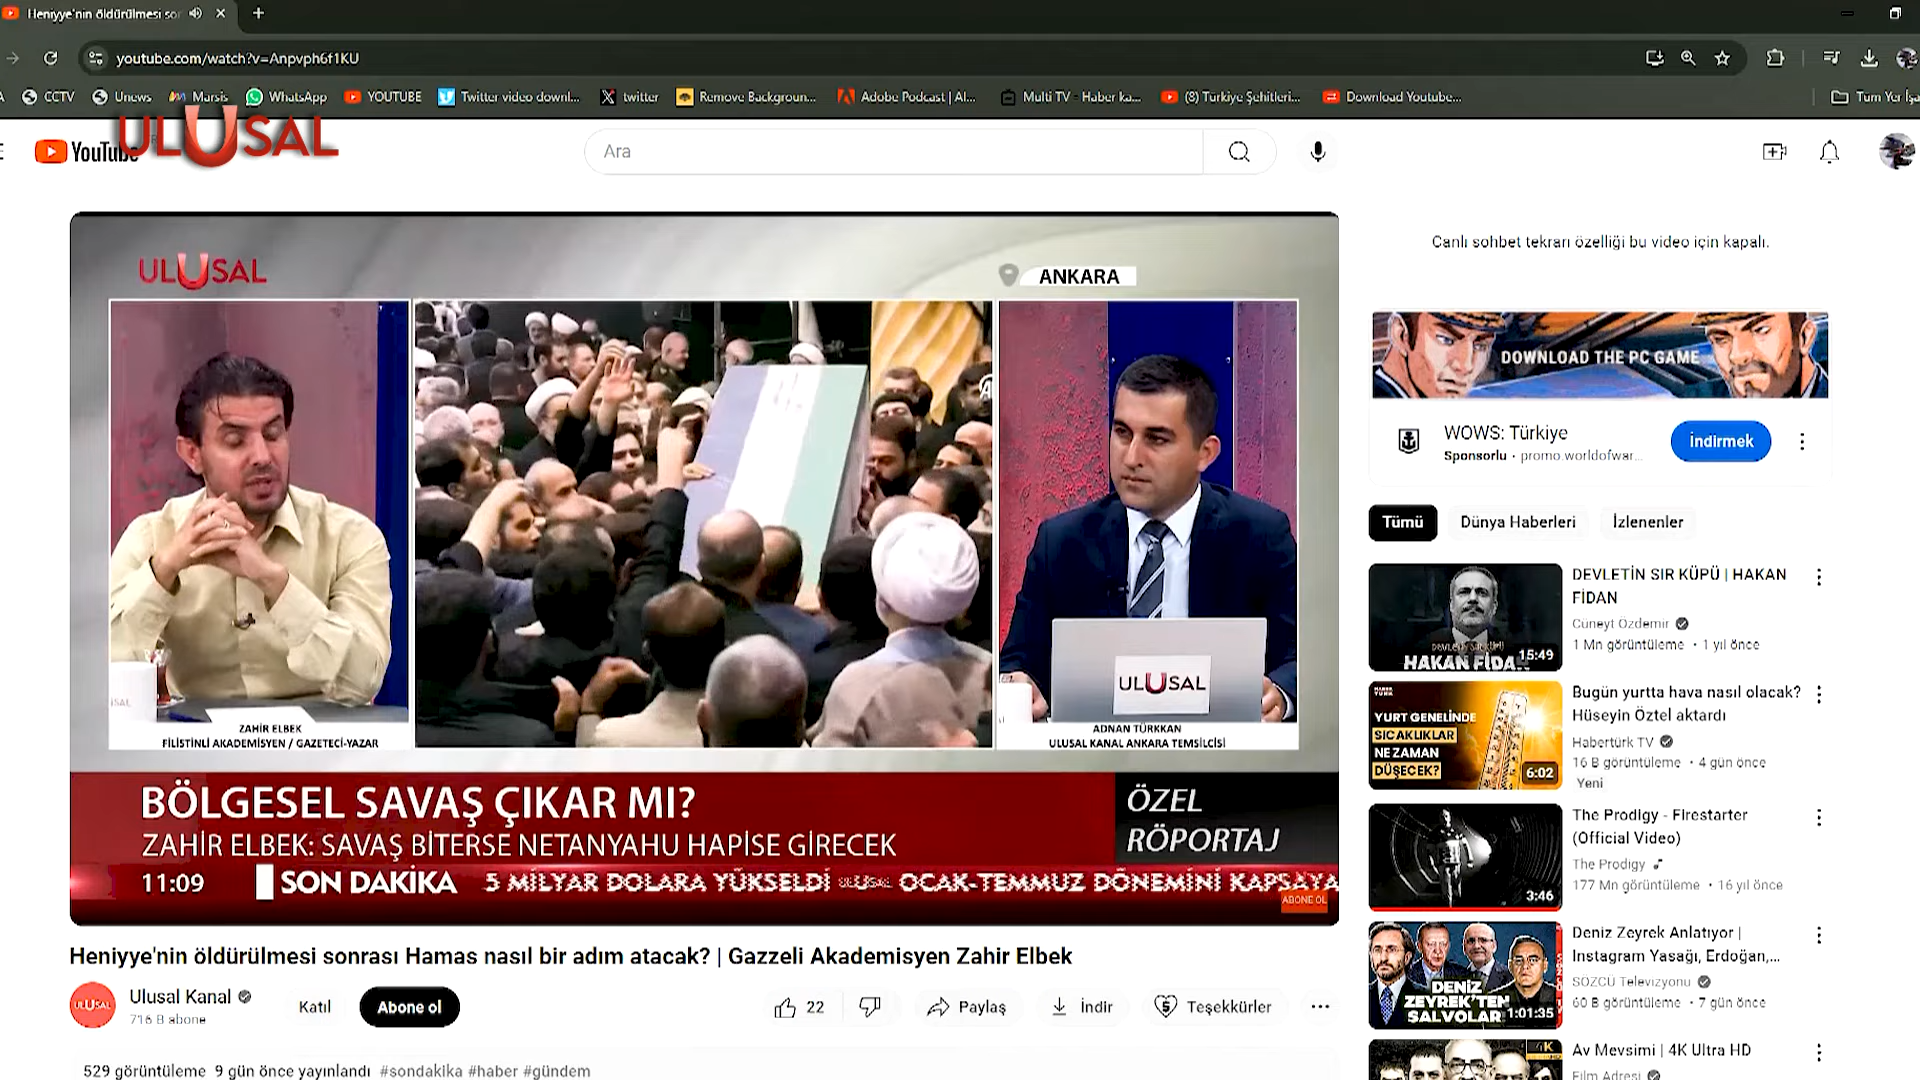 Heniyye'nin öldürülmesi sor
youtube.com/watch?v=Anpvph6f1KU
CCTV
Unews
Marsis
WhatsApp
YOUTUBE
Twitter video downl...
twitter
Remove Backgroun...
Adobe Podcast | AI...
Multi TV - Haber ka...
(8) Türkiye Şehitleri...
Download Youtube...
Tüm Yer İşa
ULUSAL
YouTube
Ara
ULUSAL
ANKARA
ZAHİR ELBEK
FİLİSTİNLİ AKADEMİSYEN / GAZETECİ-YAZAR
ULUSAL
ADNAN TÜRKKAN
ULUSAL KANAL ANKARA TEMSİLCİSİ
BÖLGESEL SAVAŞ ÇIKAR MI?
ZAHİR ELBEK: SAVAŞ BİTERSE NETANYAHU HAPİSE GİRECEK
ÖZEL
RÖPORTAJ
11:09
SON DAKİKA
5 MİLYAR DOLARA YÜKSELDİ ULUSAL OCAK-TEMMUZ DÖNEMİNİ KAPSAYA
ABONE OL
Heniyye'nin öldürülmesi sonrası Hamas nasıl bir adım atacak? | Gazzeli Akademisyen Zahir Elbek
ULUSAL
Ulusal Kanal
716 B abone
Katıl
Abone ol
22
Paylaş
İndir
Teşekkürler
529 görüntüleme 9 gün önce yayınlandı #sondakika #haber #gündem
Canlı sohbet tekrarı özelliği bu video için kapalı.
DOWNLOAD THE PC GAME
WOWS: Türkiye
Sponsorlu • promo.worldofwar...
İndirmek
Tümü
Dünya Haberleri
İzlenenler
HAKAN FİDAN
15:49
DEVLETİN SIR KÜPÜ | HAKAN
FİDAN
Cüneyt Özdemir
1 Mn görüntüleme • 1 yıl önce
YURT GENELİNDE
SICAKLIKLAR
NE ZAMAN
DÜŞECEK?
6:02
Bugün yurtta hava nasıl olacak?
Hüseyin Öztel aktardı
Habertürk TV
16 B görüntüleme • 4 gün önce
Yeni
3:46
The Prodigy - Firestarter
(Official Video)
The Prodigy
177 Mn görüntüleme • 16 yıl önce
DENİZ
ZEYREK'TEN
SALVOLAR
1:01:35
Deniz Zeyrek Anlatıyor |
Instagram Yasağı, Erdoğan,...
SÖZCÜ Televizyonu
60 B görüntüleme • 7 gün önce
4K
Av Mevsimi | 4K Ultra HD
Film Adresi